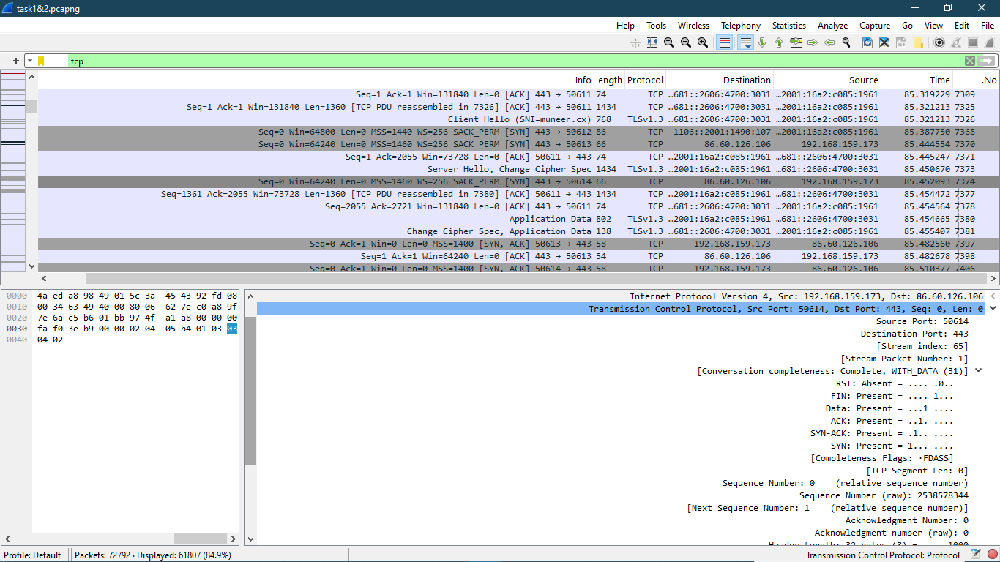 task1&2.pcapng
Help Tools Wireless Telephony Statistics Analyze Capture Go View Edit File
+ tcp
Info ength Protocol Destination Source Time .No
Seq=1 Ack=1 Win=131840 Len=0 [ACK] 443 → 50611 74 TCP …681::2606:4700:3031 …2001:16a2:c085:1961 85.319229 7309
Seq=1 Ack=1 Win=131840 Len=1360 [TCP PDU reassembled in 7326] [ACK] 443 → 50611 1434 TCP …681::2606:4700:3031 …2001:16a2:c085:1961 85.321213 7325
Client Hello (SNI=muneer.cx) 768 TLSv1.3 …681::2606:4700:3031 …2001:16a2:c085:1961 85.321215 7326
Seq=0 Win=64800 Len=0 MSS=1440 WS=256 SACK_PERM [SYN] 443 → 50612 86 TCP 1106::2001:1490:107 …2001:16a2:c085:1961 85.387750 7368
Seq=0 Win=64240 Len=0 MSS=1460 WS=256 SACK_PERM [SYN] 443 → 50613 66 TCP 86.60.126.106 192.168.159.173 85.444554 7370
Seq=1 Ack=2055 Win=73728 Len=0 [ACK] 50611 → 443 74 TCP …2001:16a2:c085:1961 …681::2606:4700:3031 85.445247 7371
Server Hello, Change Cipher Spec 1434 TLSv1.3 …2001:16a2:c085:1961 …681::2606:4700:3031 85.450670 7373
Seq=0 Win=64240 Len=0 MSS=1460 WS=256 SACK_PERM [SYN] 443 → 50614 66 TCP 86.60.126.106 192.168.159.173 85.452093 7374
Seq=1361 Ack=2055 Win=73728 Len=1360 [TCP PDU reassembled in 7380] [ACK] 50611 → 443 1434 TCP …2001:16a2:c085:1961 …681::2606:4700:3031 85.454472 7377
Seq=2055 Ack=2721 Win=131840 Len=0 [ACK] 50611 → 443 74 TCP …681::2606:4700:3031 …2001:16a2:c085:1961 85.454564 7378
Application Data 802 TLSv1.3 …2001:16a2:c085:1961 …681::2606:4700:3031 85.454665 7380
Change Cipher Spec, Application Data 138 TLSv1.3 …681::2606:4700:3031 …2001:16a2:c085:1961 85.455407 7381
Seq=0 Ack=1 Win=0 Len=0 MSS=1400 [SYN, ACK] 50613 → 443 58 TCP 192.168.159.173 86.60.126.106 85.482560 7397
Seq=1 Ack=1 Win=64240 Len=0 [ACK] 443 → 50613 54 TCP 86.60.126.106 192.168.159.173 85.482678 7398
Seq=0 Ack=1 Win=0 Len=0 MSS=1400 [SYN, ACK] 50614 → 443 58 TCP 192.168.159.173 86.60.126.106 85.510377 7406
0000 4a ed a8 98 49 01 5c 3a 45 43 92 fd 08
0010 00 34 63 49 40 00 80 06 62 7e c0 a8 9f
0020 7e 6a c5 b6 01 bb 97 4f a1 a8 00 00 00
0030 fa f0 3e b9 00 00 02 04 05 b4 01 03 03
0040 04 02
Internet Protocol Version 4, Src: 192.168.159.173, Dst: 86.60.126.106
Transmission Control Protocol, Src Port: 50614, Dst Port: 443, Seq: 0, Len: 0
Source Port: 50614
Destination Port: 443
[Stream index: 65]
[Stream Packet Number: 1]
[Conversation completeness: Complete, WITH_DATA (31)]
RST: Absent = .... .0..
FIN: Present = .... 1...
Data: Present = ...1 ....
ACK: Present = ..1. ....
SYN-ACK: Present = .1.. ....
SYN: Present = 1... ....
[Completeness Flags: ·FDASS]
[TCP Segment Len: 0]
Sequence Number: 0 (relative sequence number)
Sequence Number (raw): 2538578344
[Next Sequence Number: 1 (relative sequence number)]
Acknowledgment Number: 0
Acknowledgment number (raw): 0
Header Length: 32 bytes (8) = .... 1000
Profile: Default Packets: 72792 · Displayed: 61807 (84.9%) Transmission Control Protocol: Protocol